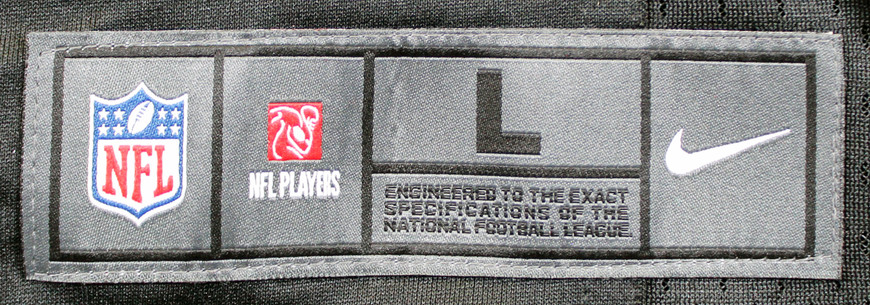 NFL
NFL PLAYERS
L
ENGINEERED TO THE EXACT
SPECIFICATIONS OF THE
NATIONAL FOOTBALL LEAGUE.